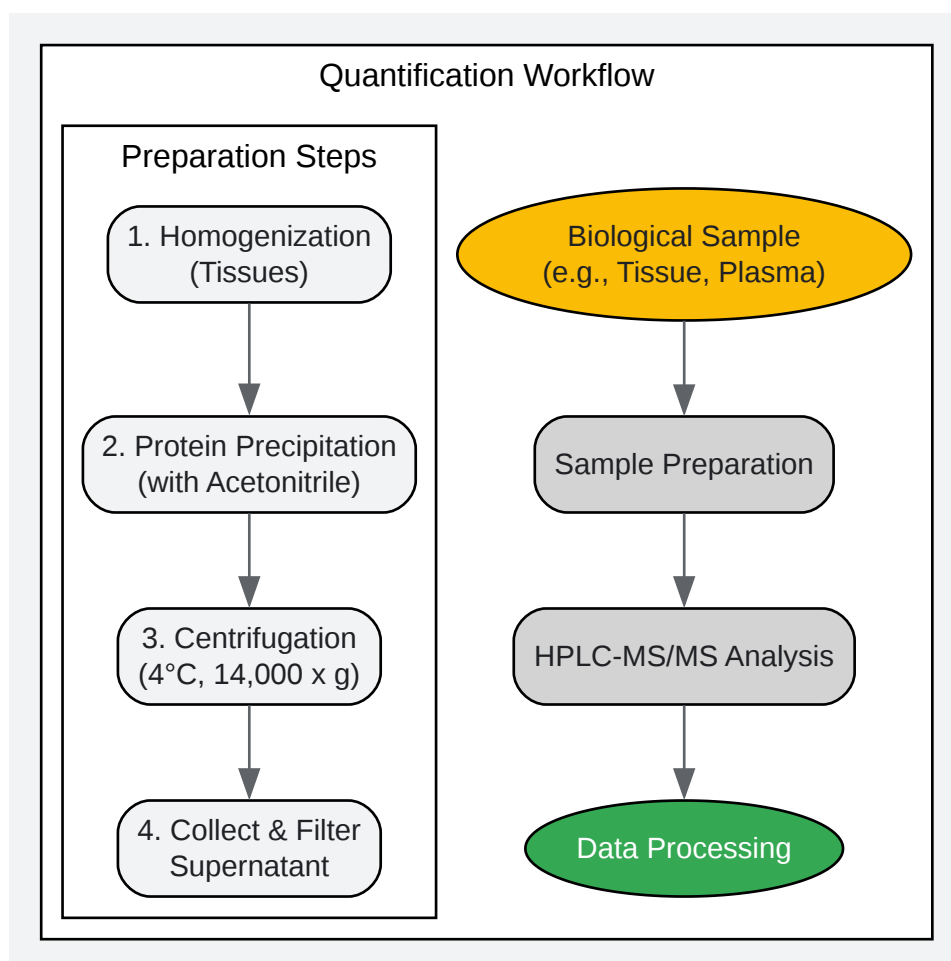 Quantification Workflow
Preparation Steps
1. Homogenization
(Tissues)
2. Protein Precipitation
(with Acetonitrile)
3. Centrifugation
(4°C, 14,000 x g)
4. Collect & Filter
Supernatant
Biological Sample
(e.g., Tissue, Plasma)
Sample Preparation
HPLC-MS/MS Analysis
Data Processing